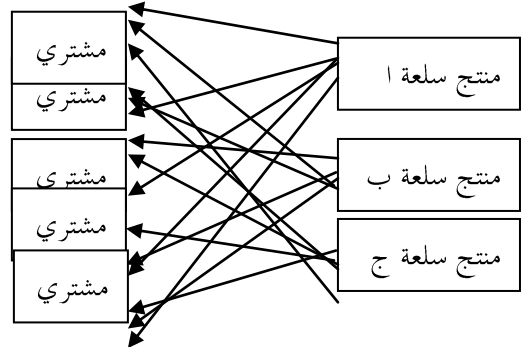 منتج سلعة ا
منتج سلعة ب
منتج سلعة ج
مشتري
مشتري
مشتري
مشتري
مشتري